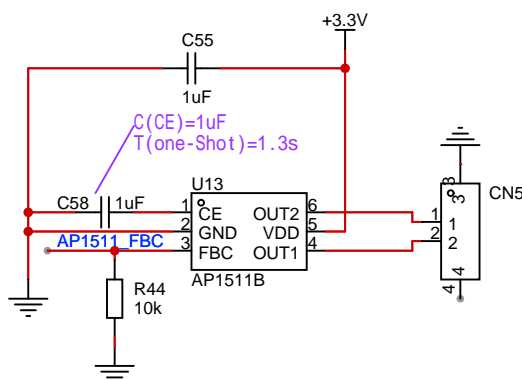 +3.3V
C55
1uF
C(CE)=1uF
T(one-Shot)=1.3s
U13
C58 1uF
1 CE OUT2 6
2 GND VDD 5
3 FBC OUT1 4
AP1511_FBC
AP1511B
R44
10k
CN5
3 3
1 1
2 2
4 4